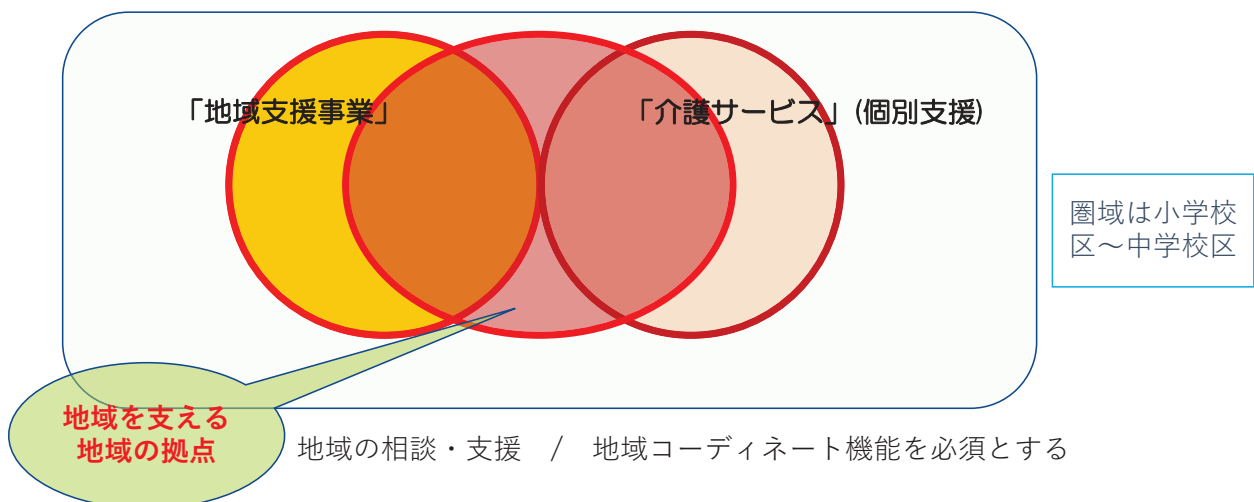 「地域支援事業」
「介護サービス」(個別支援)
圏域は小学校
区～中学校区
地域を支える
地域の拠点
地域の相談・支援　/　地域コーディネート機能を必須とする